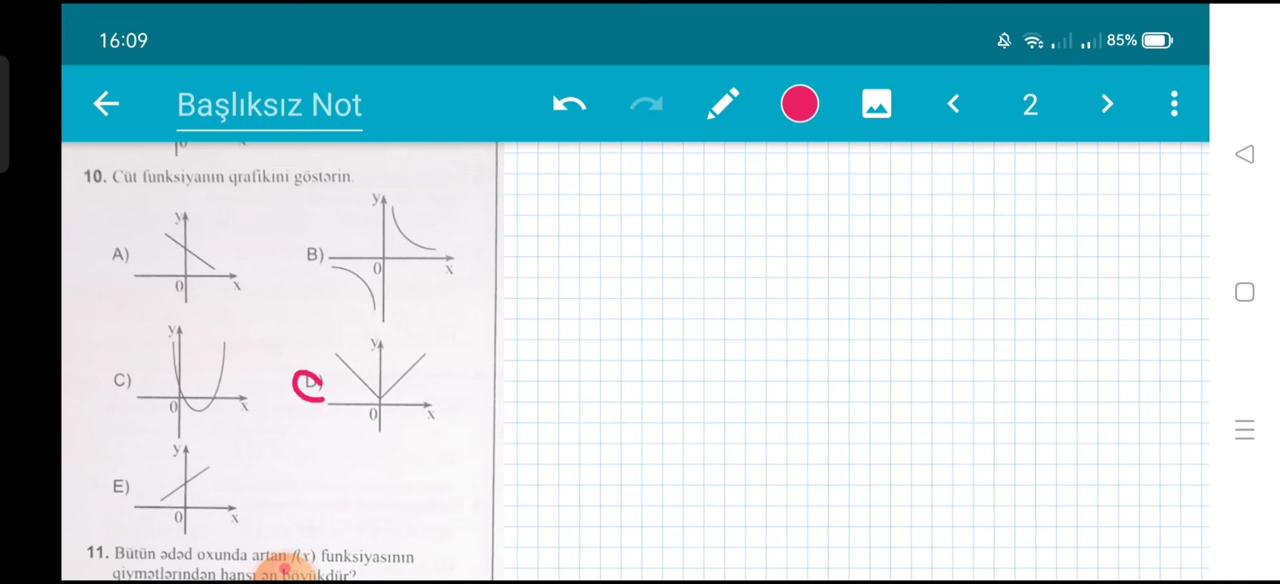 16:09
85%
Başlıksız Not
2
10. Cüt funksiyanın qrafikini göstərin.
A)
y
0
x
B)
y
0
x
C)
y
0
x
D)
y
0
x
E)
y
0
x
11. Bütün ədəd oxunda artan f(x) funksiyasının
qiymətlərindən hansı ən böyükdür?